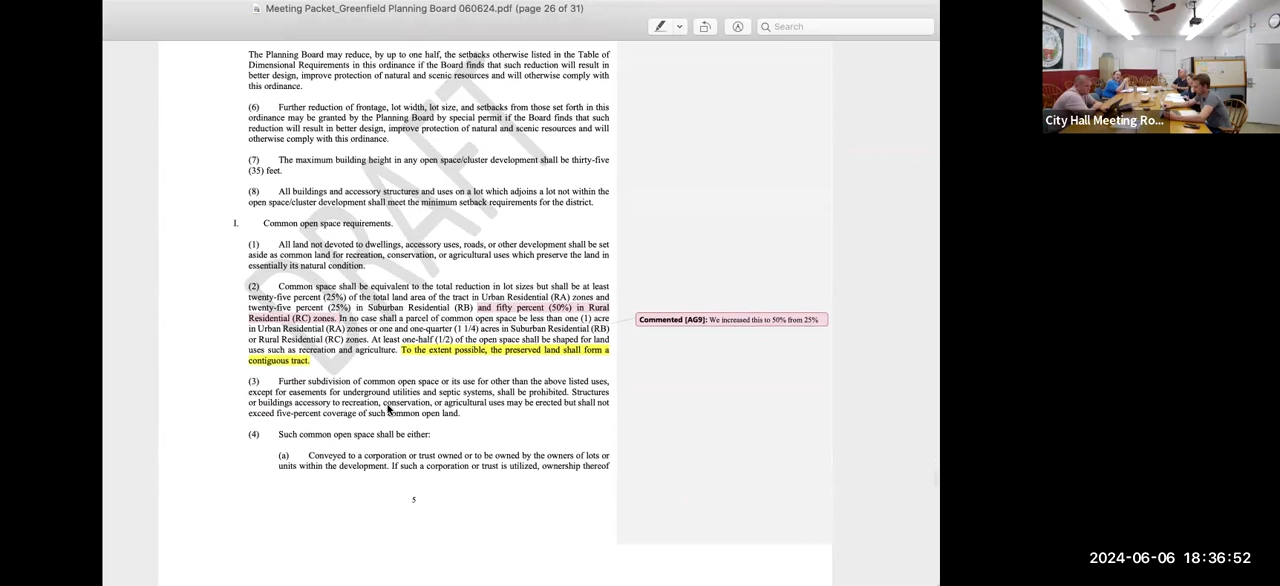 Meeting Packet_Greenfield Planning Board 060624.pdf (page 26 of 31)
Search
The Planning Board may reduce, by up to one half, the setbacks otherwise listed in the Table of
Dimensional Requirements in this ordinance if the Board finds that such reduction will result in
better design, improve protection of natural and scenic resources and will otherwise comply with
this ordinance.
(6) Further reduction of frontage, lot width, lot size, and setbacks from those set forth in this
ordinance may be granted by the Planning Board by special permit if the Board finds that such
reduction will result in better design, improve protection of natural and scenic resources and will
otherwise comply with this ordinance.
(7) The maximum building height in any open space/cluster development shall be thirty-five
(35) feet.
(8) All buildings and accessory structures and uses on a lot which adjoins a lot not within the
open space/cluster development shall meet the minimum setback requirements for the district.
I. Common open space requirements.
(1) All land not devoted to dwellings, accessory uses, roads, or other development shall be set
aside as common land for recreation, conservation, or agricultural uses which preserve the land in
essentially its natural condition.
(2) Common space shall be equivalent to the total reduction in lot sizes but shall be at least
twenty-five percent (25%) of the total land area of the tract in Urban Residential (RA) zones and
twenty-five percent (25%) in Suburban Residential (RB) and fifty percent (50%) in Rural
Residential (RC) zones. In no case shall a parcel of common open space be less than one (1) acre
in Urban Residential (RA) zones or one and one-quarter (1 1/4) acres in Suburban Residential (RB)
or Rural Residential (RC) zones. At least one-half (1/2) of the open space shall be shaped for land
uses such as recreation and agriculture. To the extent possible, the preserved land shall form a
contiguous tract.
(3) Further subdivision of common open space or its use for other than the above listed uses,
except for easements for underground utilities and septic systems, shall be prohibited. Structures
or buildings accessory to recreation, conservation, or agricultural uses may be erected but shall not
exceed five-percent coverage of such common open land.
(4) Such common open space shall be either:
(a) Conveyed to a corporation or trust owned or to be owned by the owners of lots or
units within the development. If such a corporation or trust is utilized, ownership thereof
5
DRAFT
Commented [AG9]: We increased this to 50% from 25%
City Hall Meeting Ro...
2024-06-06 18:36:52